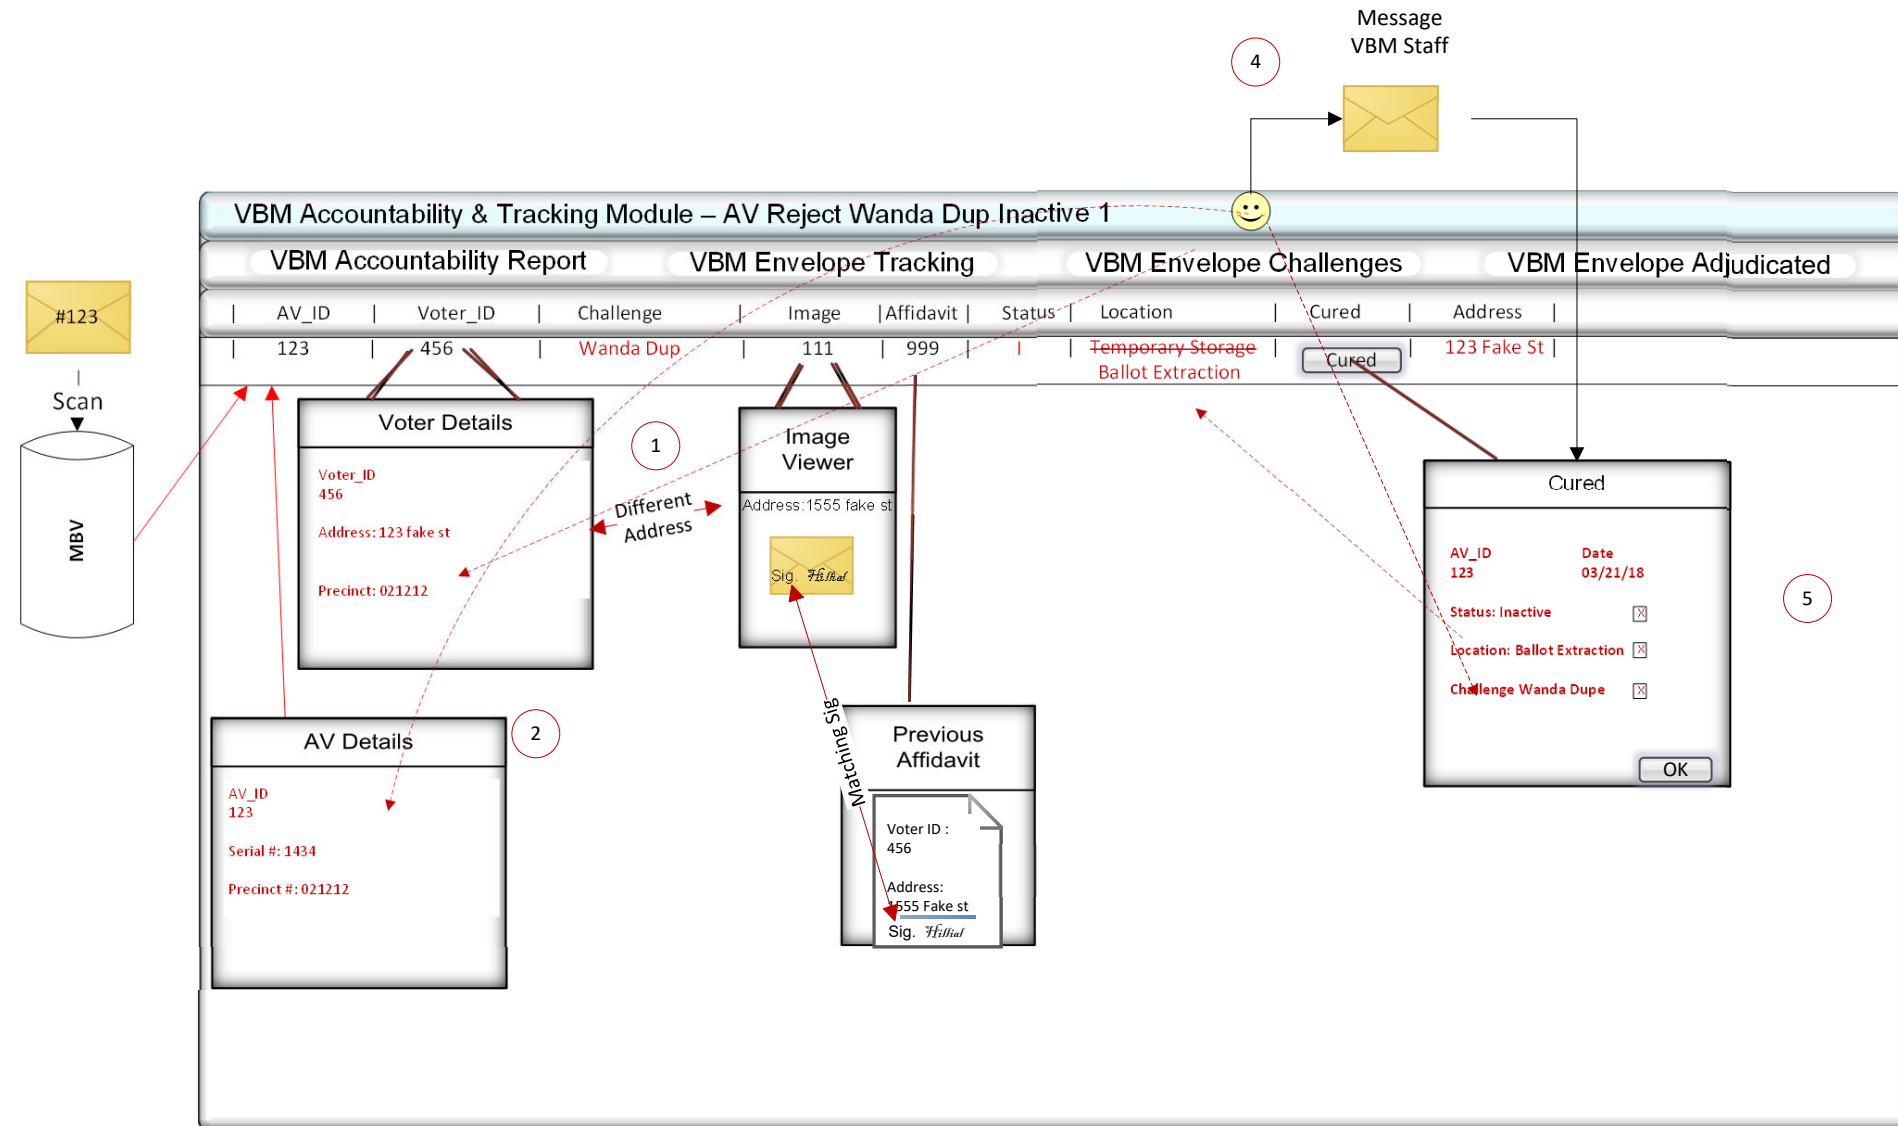 Message
VBM Staff
4
VBM Accountability & Tracking Module – AV Reject Wanda Dup Inactive 1
VBM Accountability Report
VBM Envelope Tracking
VBM Envelope Challenges
VBM Envelope Adjudicated
| AV_ID | Voter_ID | Challenge | Image | Affidavit | Status | Location | Cured | Address |
| 123 | 456 | Wanda Dup | 111 | 999 | I | Temporary Storage | Cured | 123 Fake St |
Ballot Extraction
#123
Scan
MBV
Voter Details
Voter_ID
456
Address: 123 fake st
Precinct: 021212
1
Different
Address
Image
Viewer
Address:1555 fake st
Sig. Hillial
Matching Sig
Cured
AV_ID Date
123 03/21/18
Status: Inactive X
Location: Ballot Extraction X
Challenge Wanda Dupe X
OK
5
AV Details
2
AV_ID
123
Serial #: 1434
Precinct #: 021212
Previous
Affidavit
Voter ID :
456
Address:
1555 Fake st
Sig. Hillial